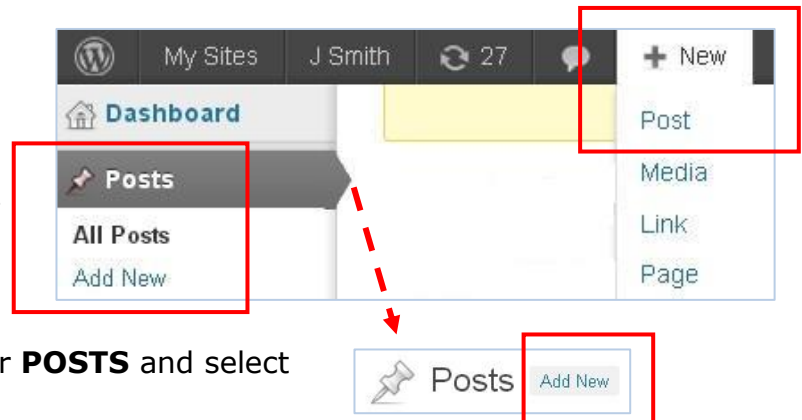 My Sites J Smith 27 + New
Dashboard Post
Posts Media
All Posts Link
Add New Page
r POSTS and select
Posts Add New